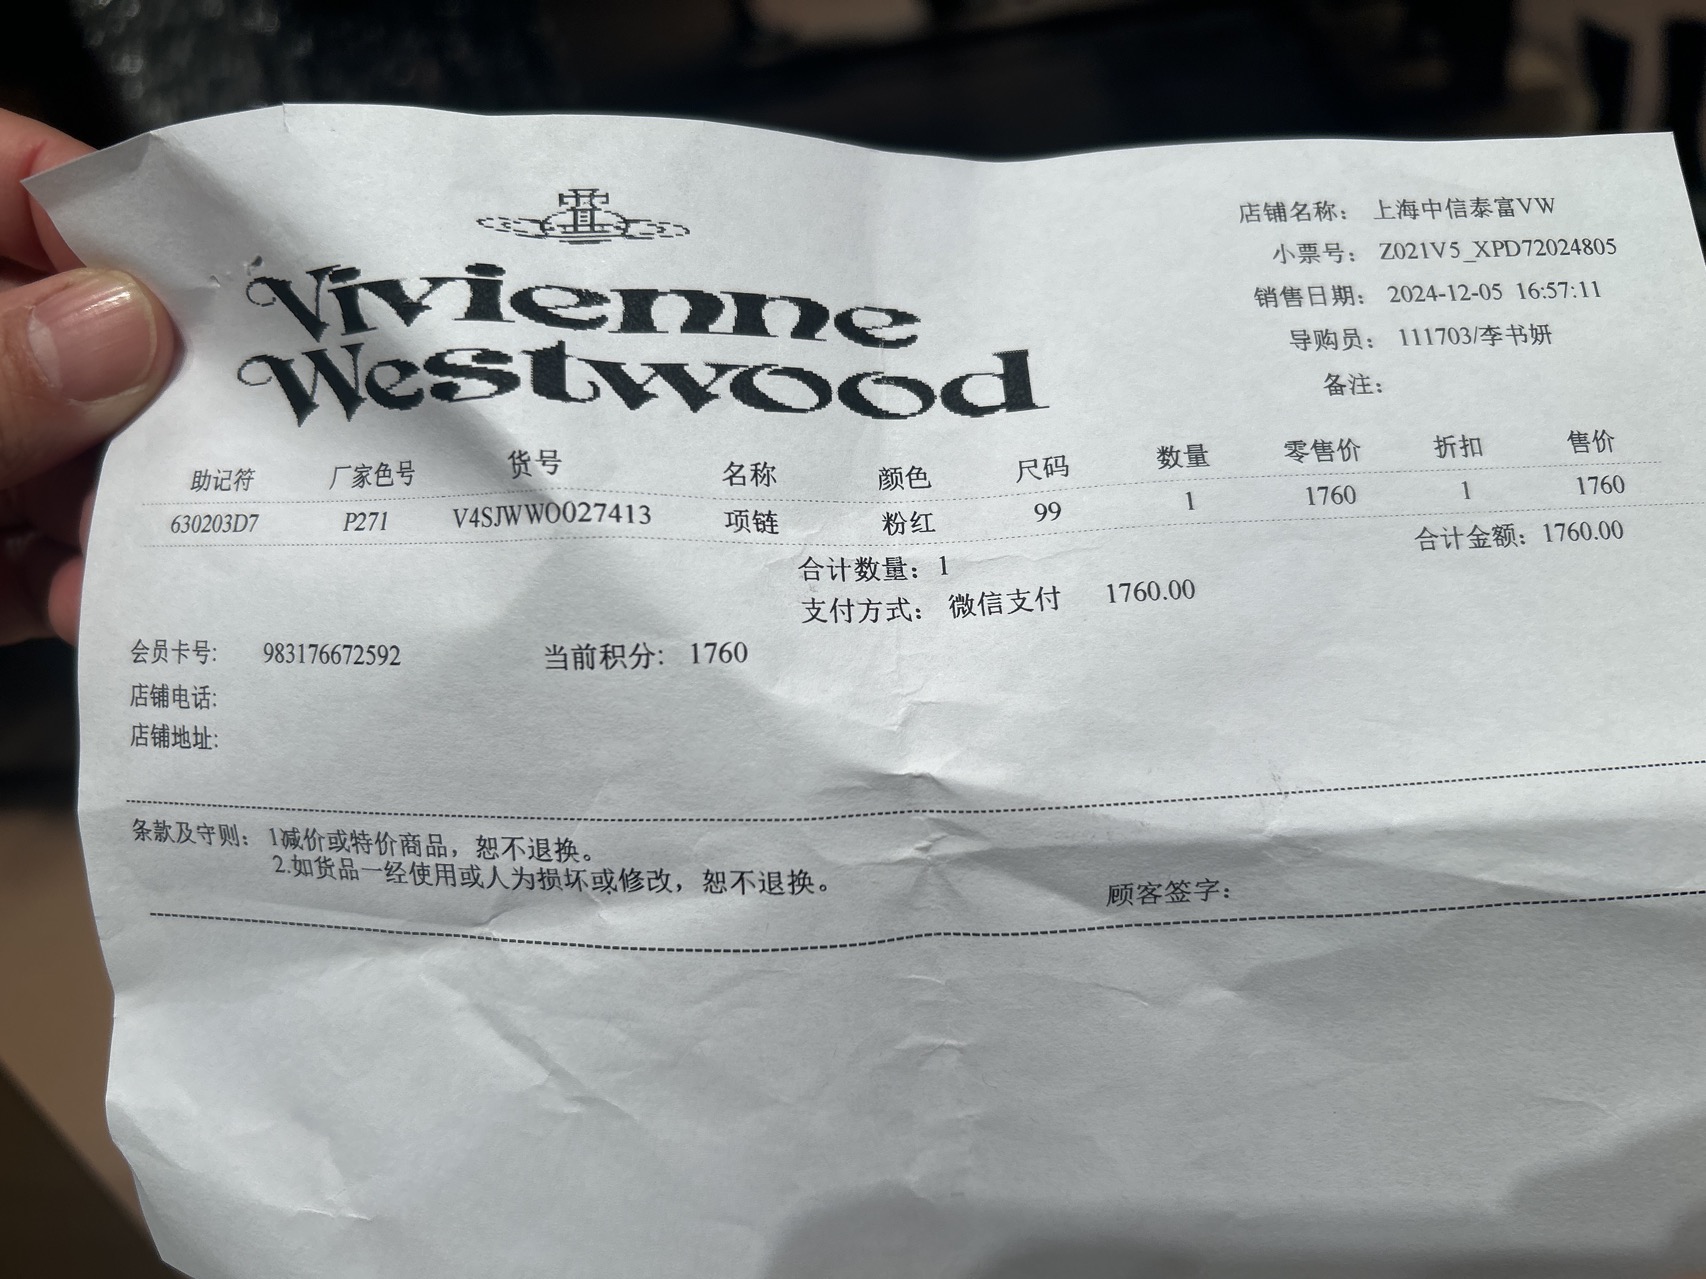 Vivienne
Westwood
店铺名称: 上海中信泰富VW
小票号: Z021V5_XPD72024805
销售日期: 2024-12-05 16:57:11
导购员: 111703/李书妍
备注:
助记符 厂家色号 货号 名称 颜色 尺码 数量 零售价 折扣 售价
630203D7 P271 V4SJWWO027413 项链 粉红 99 1 1760 1 1760
合计数量: 1 合计金额: 1760.00
支付方式: 微信支付 1760.00
会员卡号: 983176672592 当前积分: 1760
店铺电话:
店铺地址:
条款及守则: 1减价或特价商品，恕不退换。
2.如货品一经使用或人为损坏或修改，恕不退换。
顾客签字: